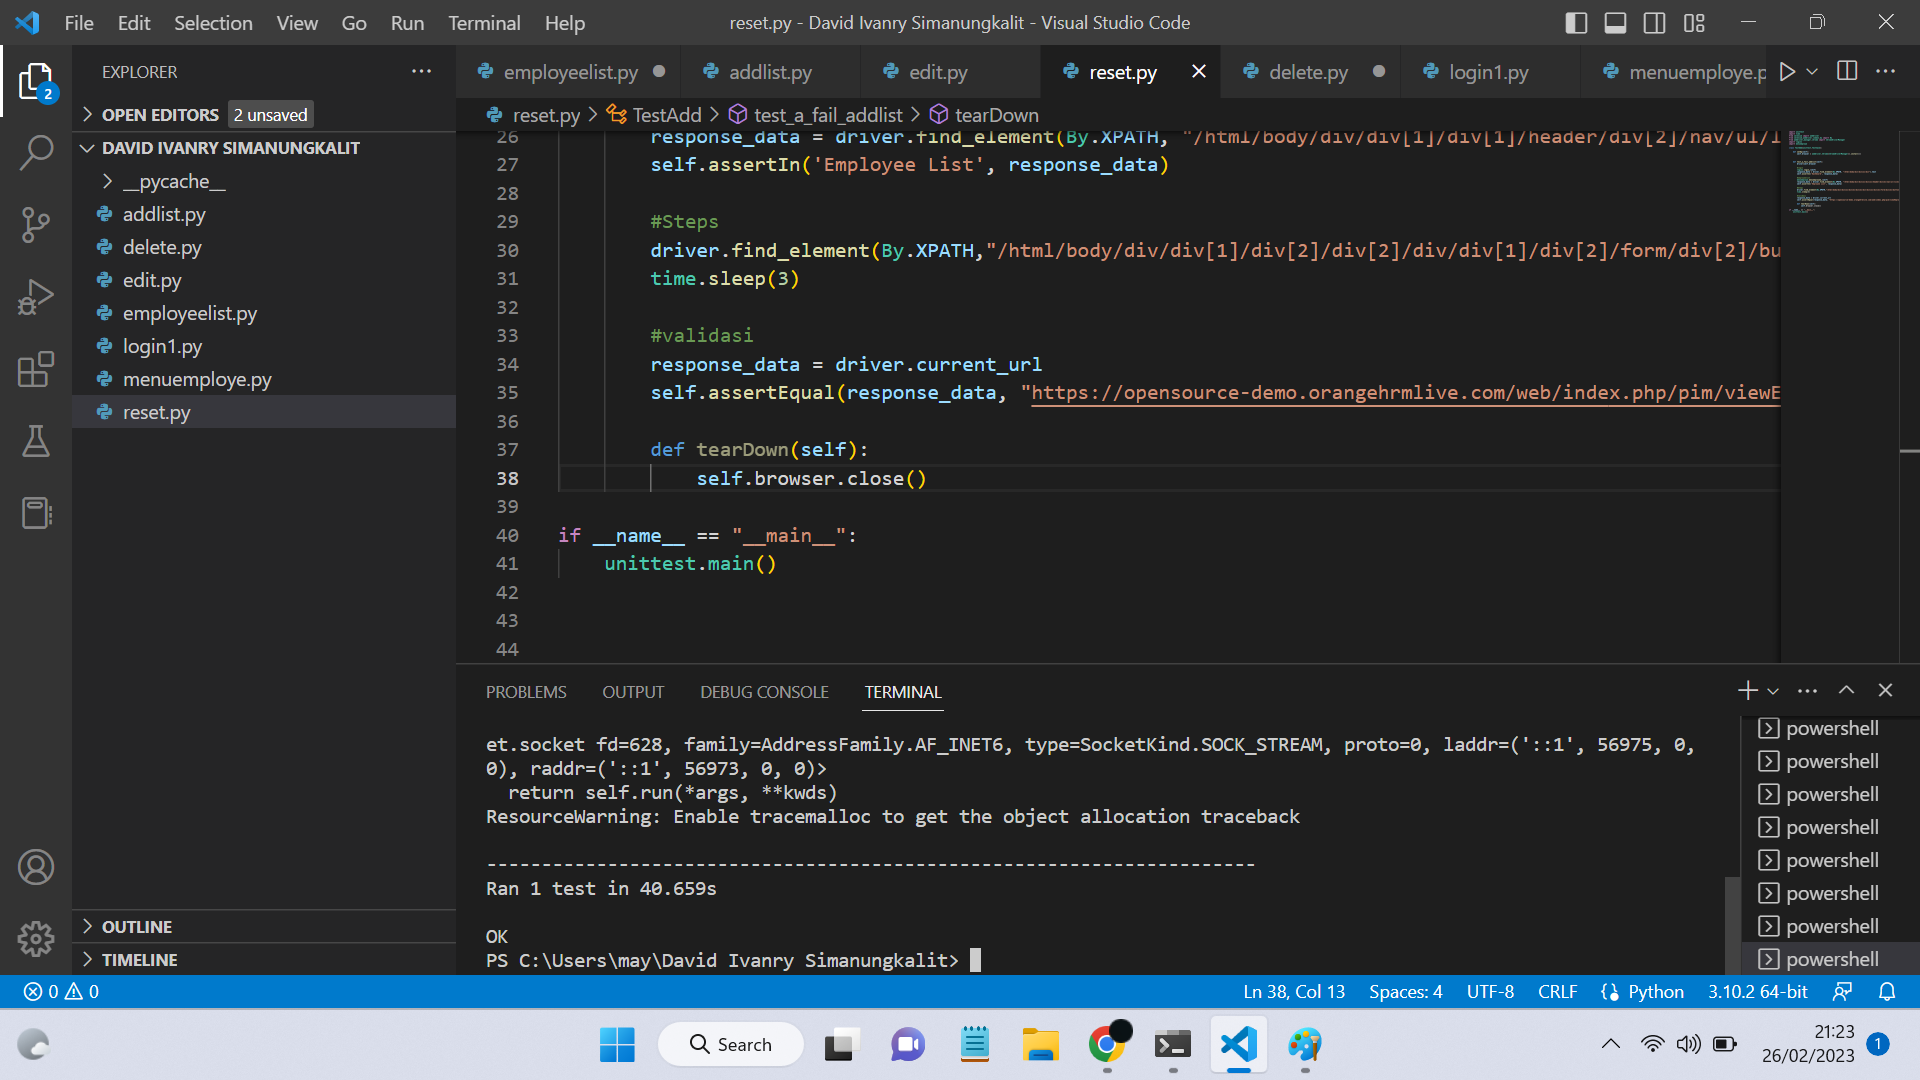 File Edit Selection View Go Run Terminal Help
reset.py - David Ivanry Simanungkalit - Visual Studio Code
2
EXPLORER
OPEN EDITORS 2 unsaved
DAVID IVANRY SIMANUNGKALIT
__pycache__
addlist.py
delete.py
edit.py
employeelist.py
login1.py
menuemploye.py
reset.py
OUTLINE
TIMELINE
employeelist.py addlist.py edit.py reset.py delete.py login1.py menuemploye.p
reset.py > TestAdd > test_a_fail_addlist > tearDown
26 response_data = driver.find_element(By.XPATH, "/html/body/div/div[1]/div[1]/header/div[2]/nav/ul/l
27 self.assertIn('Employee List', response_data)
28
29 #Steps
30 driver.find_element(By.XPATH,"/html/body/div/div[1]/div[2]/div[2]/div/div[1]/div[2]/form/div[2]/bu
31 time.sleep(3)
32
33 #validasi
34 response_data = driver.current_url
35 self.assertEqual(response_data, "https://opensource-demo.orangehrmlive.com/web/index.php/pim/viewE
36
37 def tearDown(self):
38 self.browser.close()
39
40 if __name__ == "__main__":
41 unittest.main()
42
43
44
PROBLEMS OUTPUT DEBUG CONSOLE TERMINAL
et.socket fd=628, family=AddressFamily.AF_INET6, type=SocketKind.SOCK_STREAM, proto=0, laddr=('::1', 56975, 0,
0), raddr=('::1', 56973, 0, 0)>
return self.run(*args, **kwds)
ResourceWarning: Enable tracemalloc to get the object allocation traceback
----------------------------------------------------------------------
Ran 1 test in 40.659s
OK
PS C:\Users\may\David Ivanry Simanungkalit>
powershell
powershell
powershell
powershell
powershell
powershell
powershell
powershell
0 0
Ln 38, Col 13 Spaces: 4 UTF-8 CRLF Python 3.10.2 64-bit
Search
21:23
26/02/2023
1